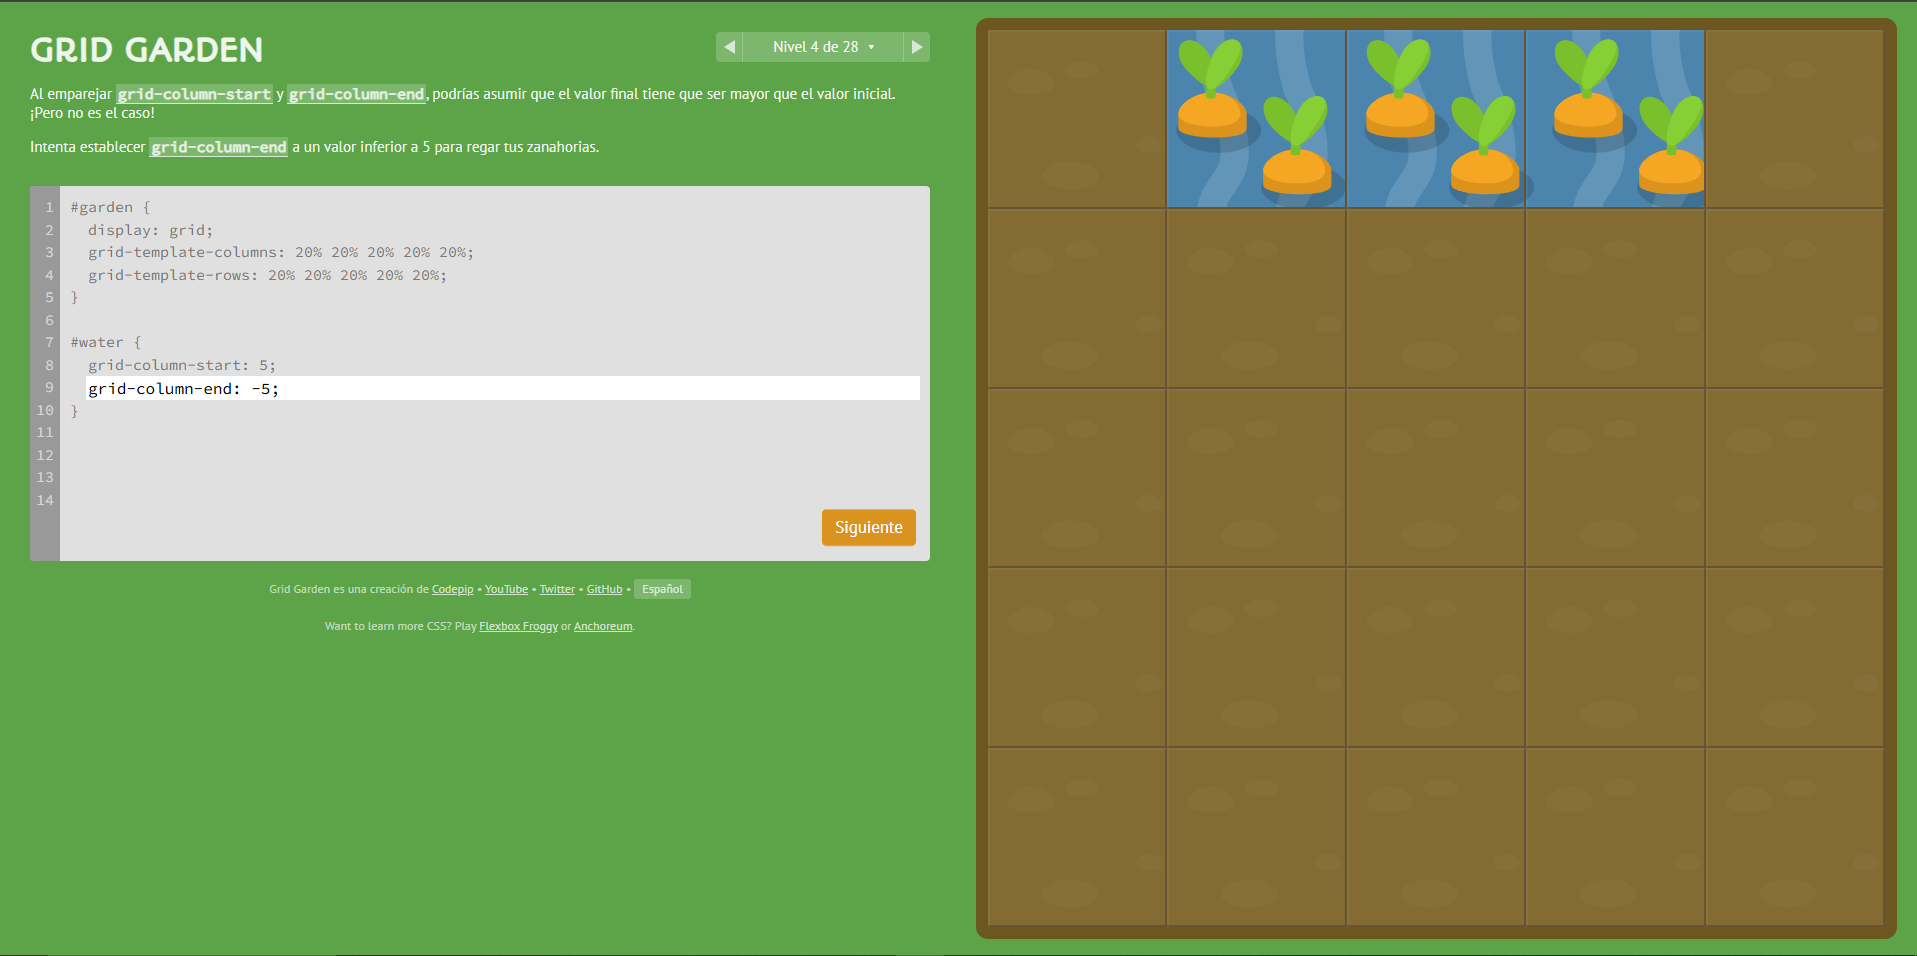 GRID GARDEN
Nivel 4 de 28
Al emparejar grid-column-start y grid-column-end, podrías asumir que el valor final tiene que ser mayor que el valor inicial.
¡Pero no es el caso!
Intenta establecer grid-column-end a un valor inferior a 5 para regar tus zanahorias.
1 #garden {
2 display: grid;
3 grid-template-columns: 20% 20% 20% 20% 20%;
4 grid-template-rows: 20% 20% 20% 20% 20%;
5 }
6
7 #water {
8 grid-column-start: 5;
9 grid-column-end: -5;
10 }
11
12
13
14
Siguiente
Grid Garden es una creación de Codepip • YouTube • Twitter • GitHub • Español
Want to learn more CSS? Play Flexbox Froggy or Anchoreum.